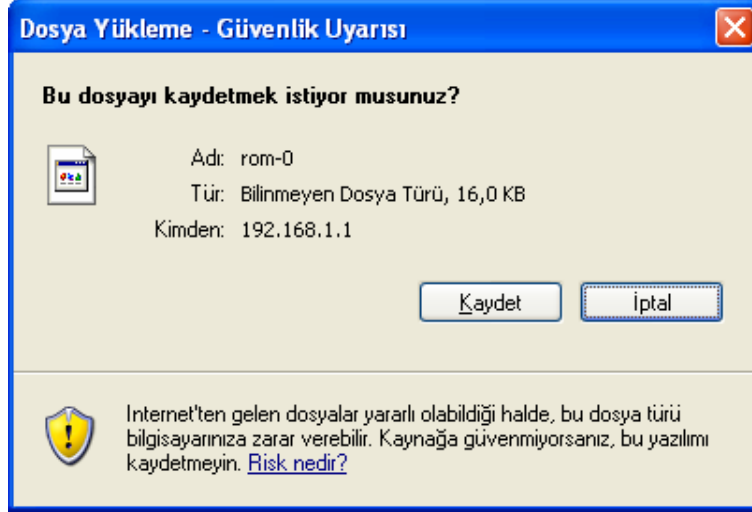 Dosya Yükleme - Güvenlik Uyarısı
Bu dosyayı kaydetmek istiyor musunuz?
Adı: rom-0
Tür: Bilinmeyen Dosya Türü, 16,0 KB
Kimden: 192.168.1.1
Kaydet İptal
Internet'ten gelen dosyalar yararlı olabildiği halde, bu dosya türü
bilgisayarınıza zarar verebilir. Kaynağa güvenmiyorsanız, bu yazılımı
kaydetmeyin. Risk nedir?